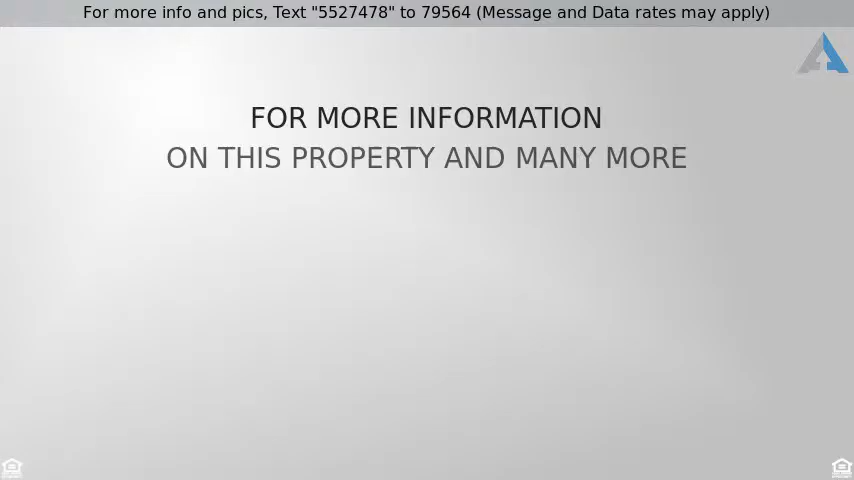 For more info and pics, Text "5527478" to 79564 (Message and Data rates may apply)
FOR MORE INFORMATION
ON THIS PROPERTY AND MANY MORE